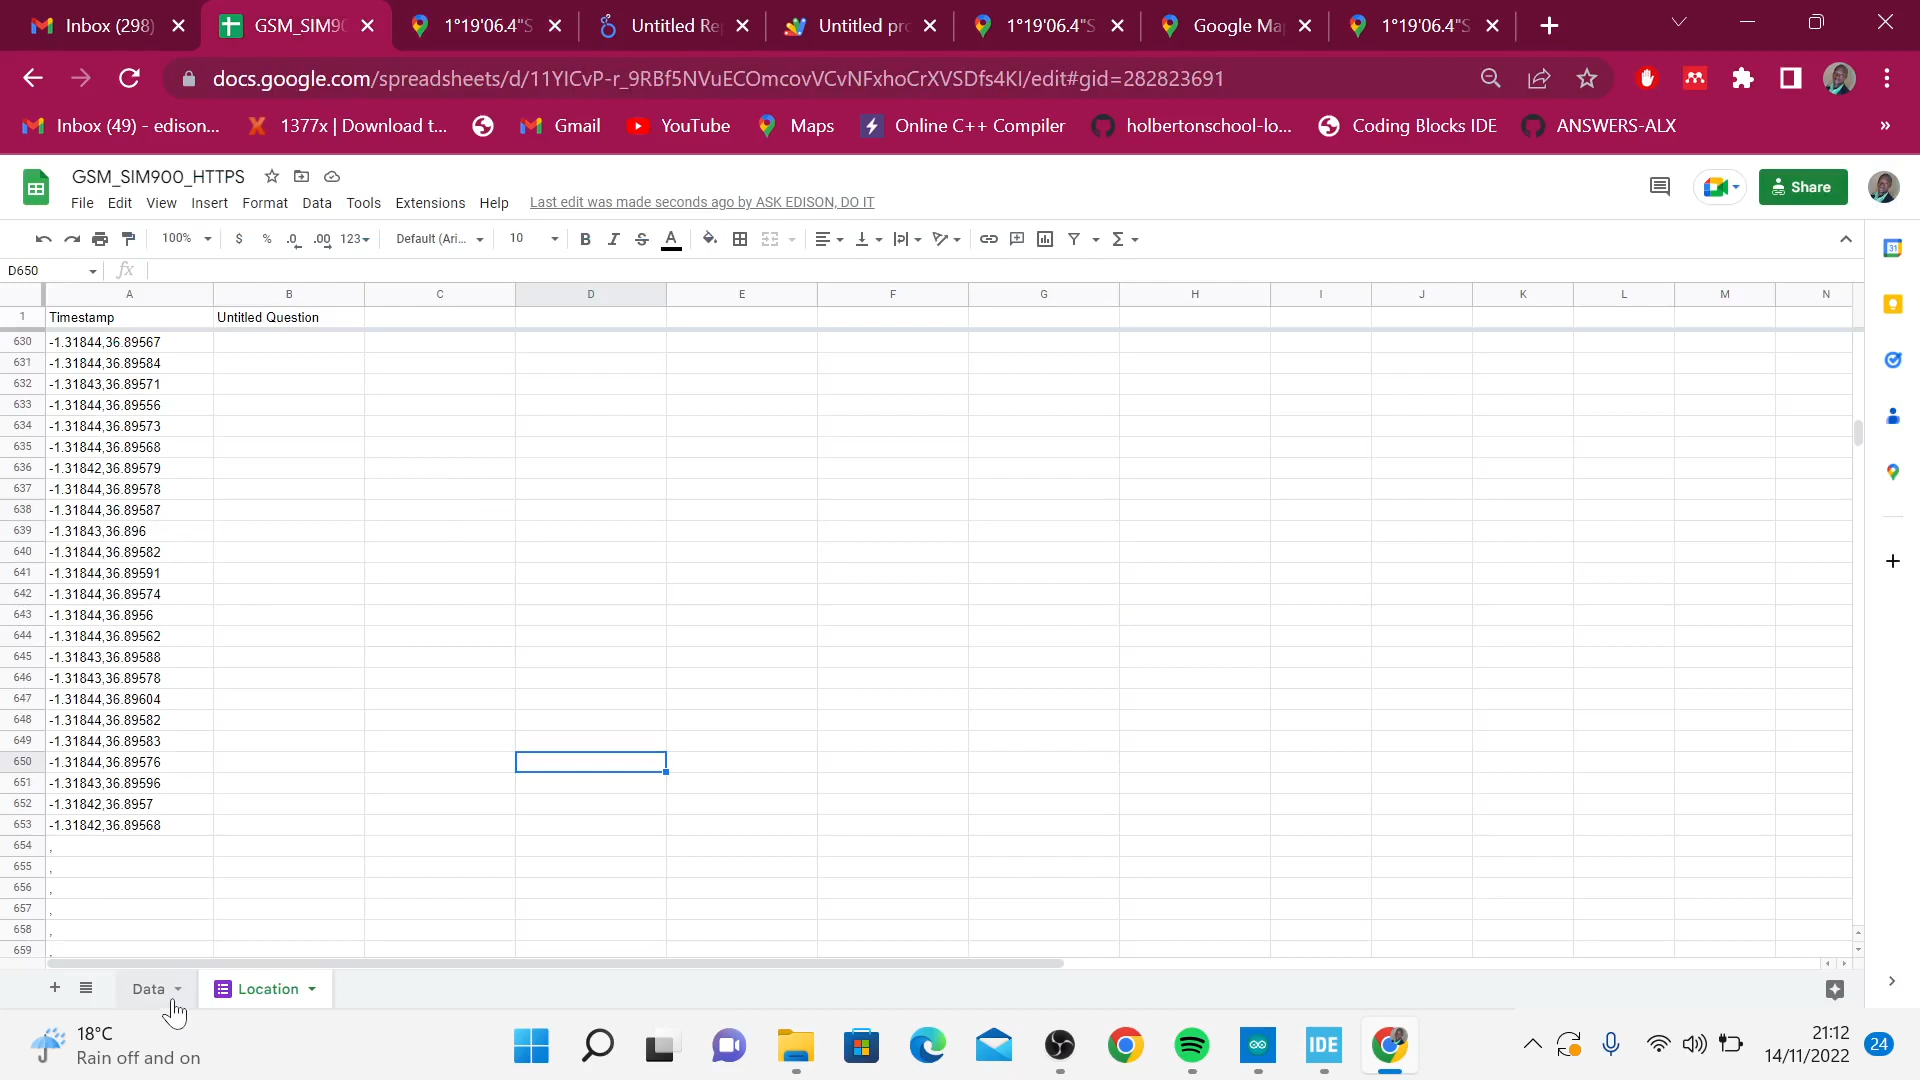 Inbox (298)
GSM_SIM90
1°19'06.4"S
Untitled Re
Untitled pr
1°19'06.4"S
Google Ma
1°19'06.4"S
docs.google.com/spreadsheets/d/11YICvP-r_9RBf5NVuECOmcovVCvNFxhoCrXVSDfs4KI/edit#gid=282823691
Inbox (49) - edison...
1377x | Download t...
Gmail
YouTube
Maps
Online C++ Compiler
holbertonschool-lo...
Coding Blocks IDE
ANSWERS-ALX
»
GSM_SIM900_HTTPS
File Edit View Insert Format Data Tools Extensions Help
Last edit was made seconds ago by ASK EDISON, DO IT
Share
100% $ % .0 .00 123 Default (Ari... 10 B I S A
D650
fx
A B C D E F G H I J K L M N
1 Timestamp Untitled Question
630 -1.31844,36.89567
631 -1.31844,36.89584
632 -1.31843,36.89571
633 -1.31844,36.89556
634 -1.31844,36.89573
635 -1.31844,36.89568
636 -1.31842,36.89579
637 -1.31844,36.89578
638 -1.31844,36.89587
639 -1.31843,36.896
640 -1.31844,36.89582
641 -1.31844,36.89591
642 -1.31844,36.89574
643 -1.31844,36.8956
644 -1.31844,36.89562
645 -1.31843,36.89588
646 -1.31843,36.89578
647 -1.31844,36.89604
648 -1.31844,36.89582
649 -1.31844,36.89583
650 -1.31844,36.89576
651 -1.31843,36.89596
652 -1.31842,36.8957
653 -1.31842,36.89568
654 ,
655 ,
656 ,
657 ,
658 ,
659 ,
Data
Location
31
18°C
Rain off and on
IDE
21:12
14/11/2022
24